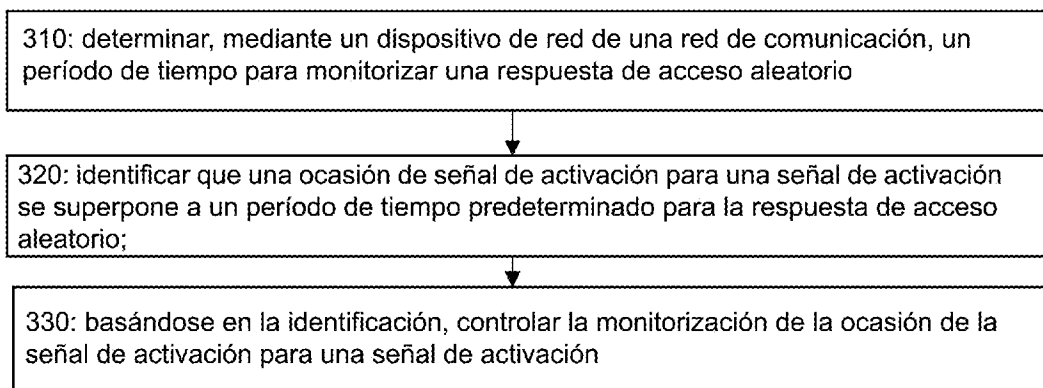 310: determinar, mediante un dispositivo de red de una red de comunicación, un
período de tiempo para monitorizar una respuesta de acceso aleatorio
320: identificar que una ocasión de señal de activación para una señal de activación
se superpone a un período de tiempo predeterminado para la respuesta de acceso
aleatorio;
330: basándose en la identificación, controlar la monitorización de la ocasión de la
señal de activación para una señal de activación